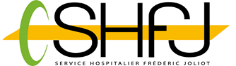 SHFJ
SERVICE HOSPITALIER FRÉDÉRIC JOLIOT